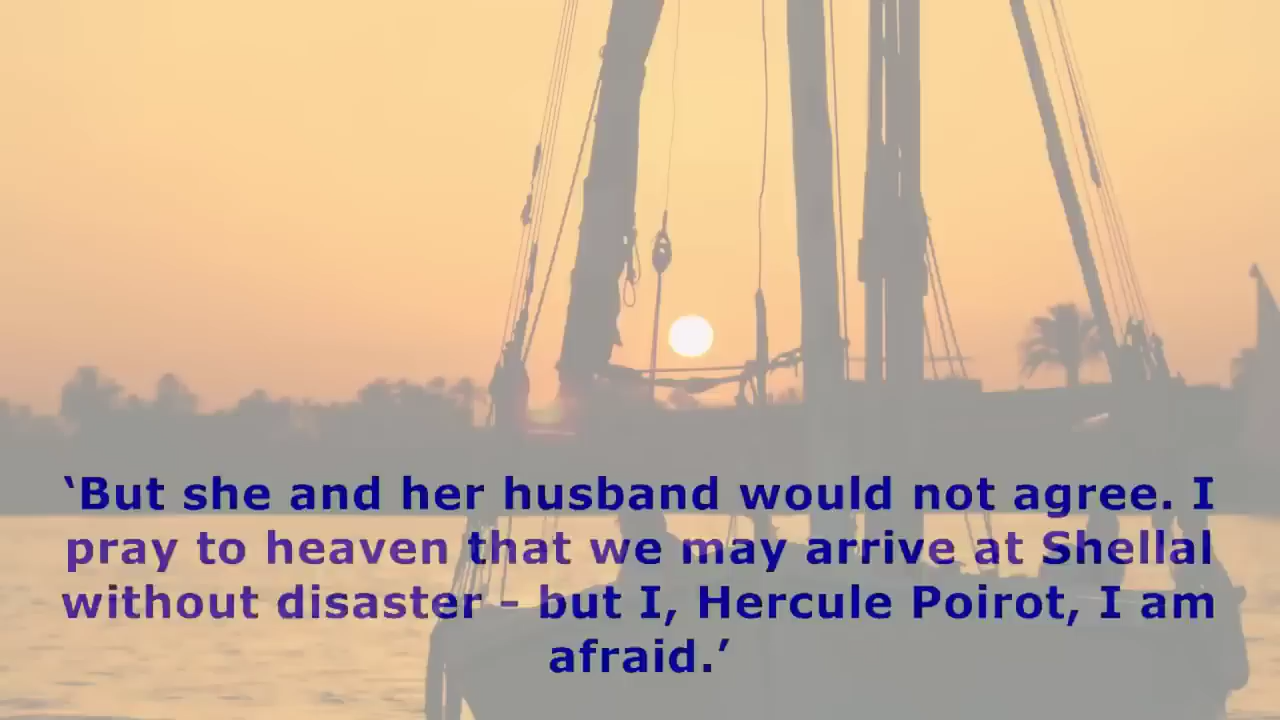 ‘But she and her husband would not agree. I
pray to heaven that we may arrive at Shellal
without disaster – but I, Hercule Poirot, I am
afraid.’